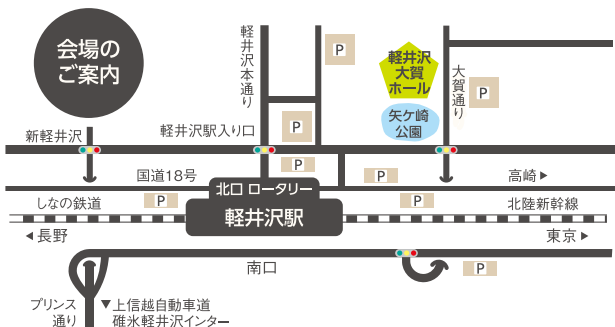 会場の
ご案内
軽井沢本通り
P
軽井沢
大賀
ホール
大賀通り
P
矢ケ崎
公園
P
新軽井沢
軽井沢駅入り口
P
国道18号
P
高崎▶
北口 ロータリー
しなの鉄道
P
P
北陸新幹線
軽井沢駅
◀長野
東京▶
南口
P
プリンス
通り
▼上信越自動車道
碓氷軽井沢インター